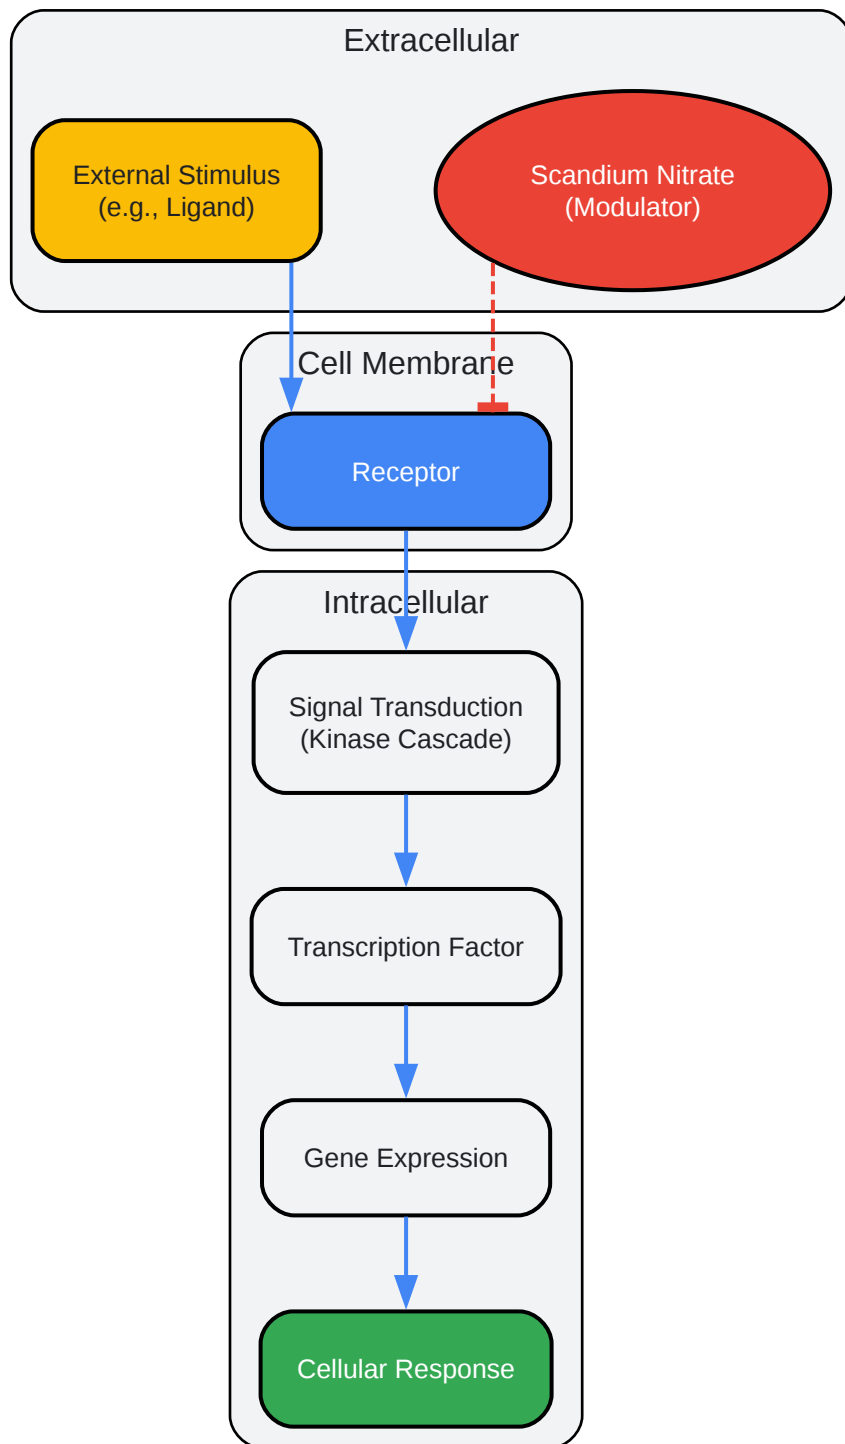 Extracellular
External Stimulus
(e.g., Ligand)
Scandium Nitrate
(Modulator)
Cell Membrane
Receptor
Intracellular
Signal Transduction
(Kinase Cascade)
Transcription Factor
Gene Expression
Cellular Response